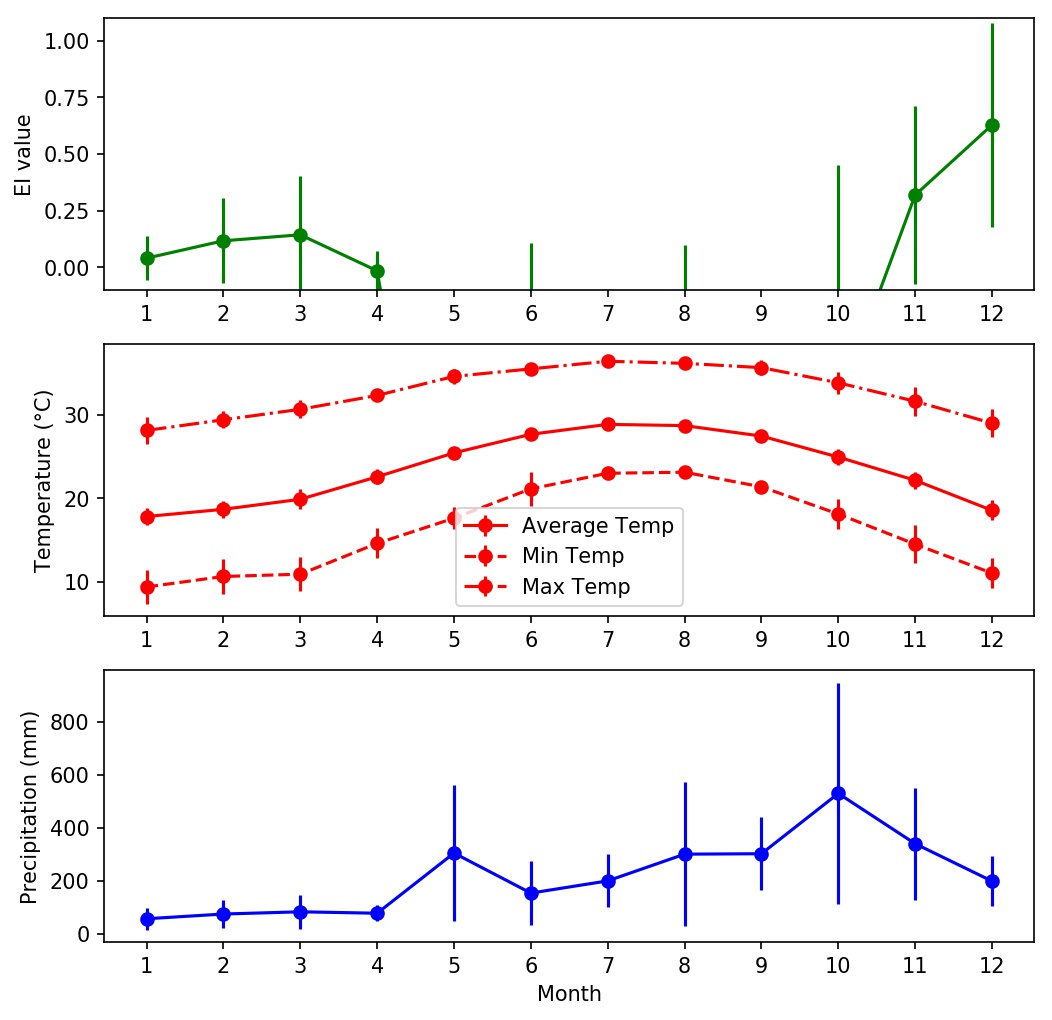 1.00
0.75
0.50
0.25
0.00
EI value
1 2 3 4 5 6 7 8 9 10 11 12
30
20
10
Temperature (°C)
Average Temp
Min Temp
Max Temp
1 2 3 4 5 6 7 8 9 10 11 12
800
600
400
200
0
Precipitation (mm)
1 2 3 4 5 6 7 8 9 10 11 12
Month